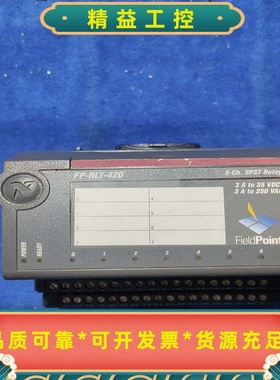 精益工控
FP-RLY-420
8-Ch. SPST Relay
3 A to 35 VDC
3 A to 250 VAC
FieldPoint
POWER
READY
0 1 2 3 4 5 6
品质可靠*可开发票*货源充足